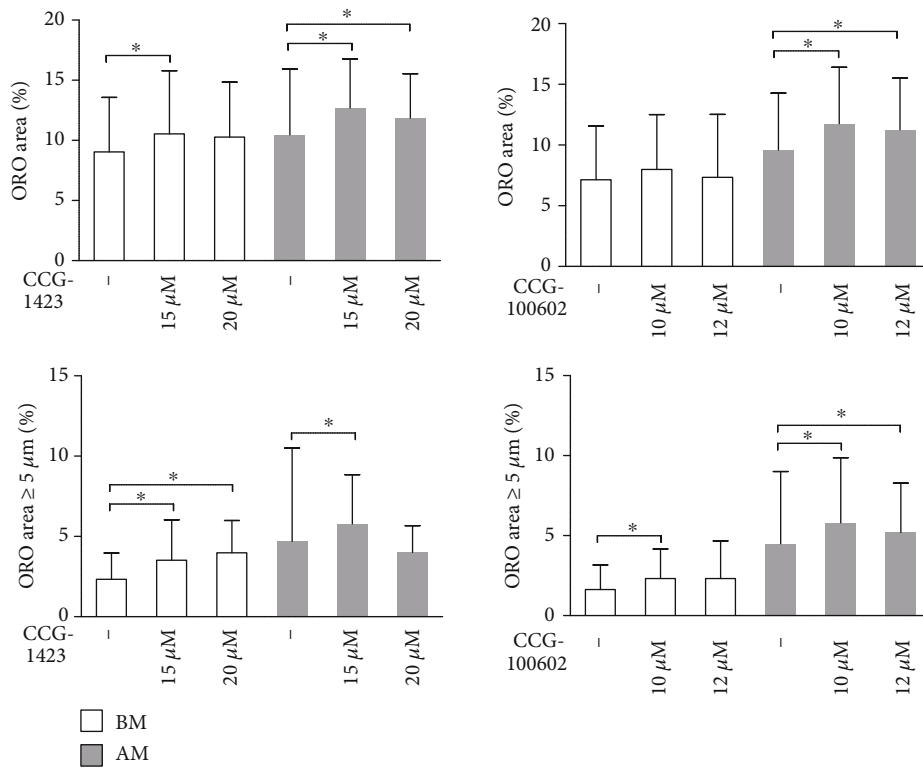 20
15
10
5
0
ORO area (%)
*
*
*
CCG-
1423
–
15 µM
20 µM
–
15 µM
20 µM
20
15
10
5
0
ORO area (%)
*
*
CCG-
100602
–
10 µM
12 µM
–
10 µM
12 µM
15
10
5
0
ORO area ≥ 5 µm (%)
*
*
*
CCG-
1423
–
15 µM
20 µM
–
15 µM
20 µM
15
10
5
0
ORO area ≥ 5 µm (%)
*
*
*
CCG-
100602
–
10 µM
12 µM
–
10 µM
12 µM
BM
AM